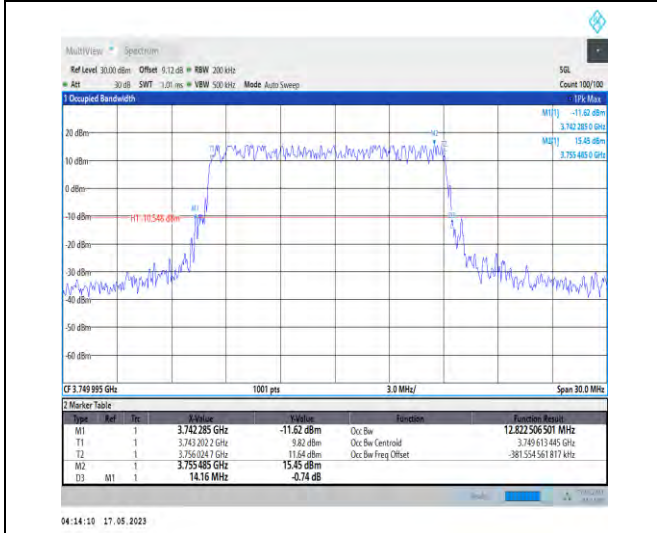 MultiView Spectrum
Ref Level 30.00 dBm Offset 9.12 dB RBW 200 kHz SGL
Att 30 dB SWT 1.01 ms VBW 500 kHz Mode Auto Sweep Count 100/100
1 Occupied Bandwidth 1Pk Max
M1[1] -11.62 dBm
3.742 285 0 GHz
M2[1] 15.45 dBm
3.755 485 0 GHz
20 dBm
10 dBm
0 dBm
-10 dBm
H1 -10.548 dBm
-20 dBm
-30 dBm
-40 dBm
-50 dBm
-60 dBm
M1
M2
CF 3.749 995 GHz 1001 pts 3.0 MHz/ Span 30.0 MHz
2 Marker Table
Type Ref Trc X-Value Y-Value Function Function Result
M1 1 3.742 285 GHz -11.62 dBm Occ Bw 12.822 506 501 MHz
T1 1 3.743 202 2 GHz 9.82 dBm Occ Bw Centroid 3.749 613 445 GHz
T2 1 3.756 024 7 GHz 11.64 dBm Occ Bw Freq Offset -381.554 561 817 kHz
M2 1 3.755 485 GHz 15.45 dBm
D3 M1 1 14.16 MHz -0.74 dB
04:14:10 17.05.2023